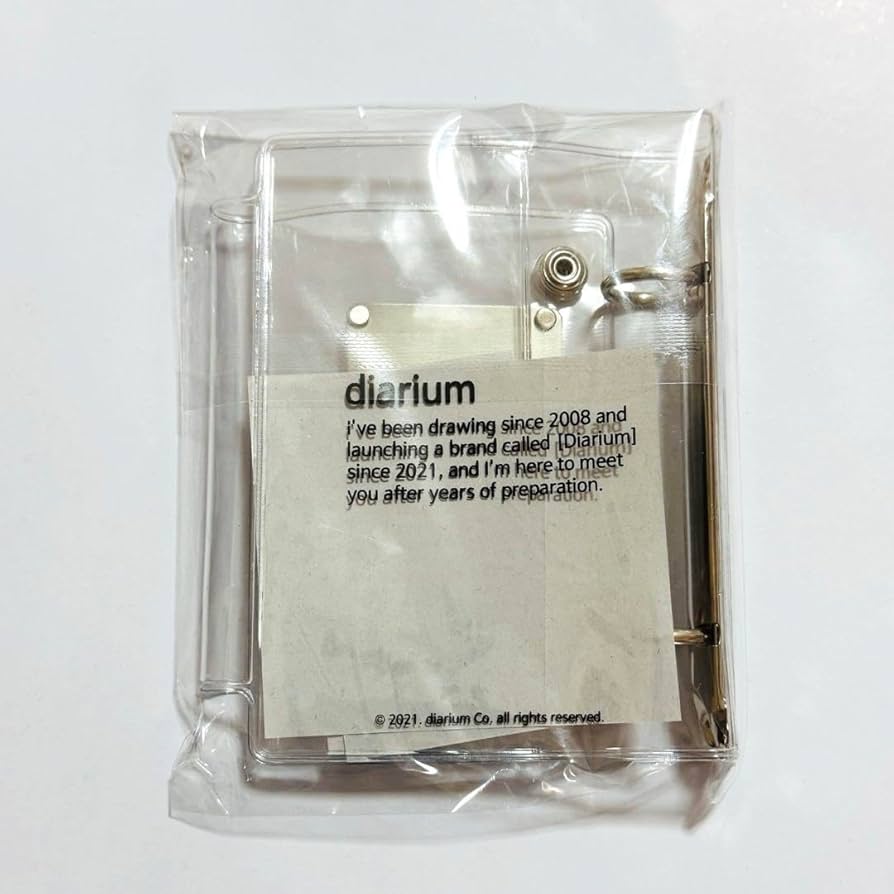 diarium
i've been drawing since 2008 and
launching a brand called [Diarium]
since 2021, and I'm here to meet
you after years of preparation.
© 2021. diarium Co. all rights reserved.